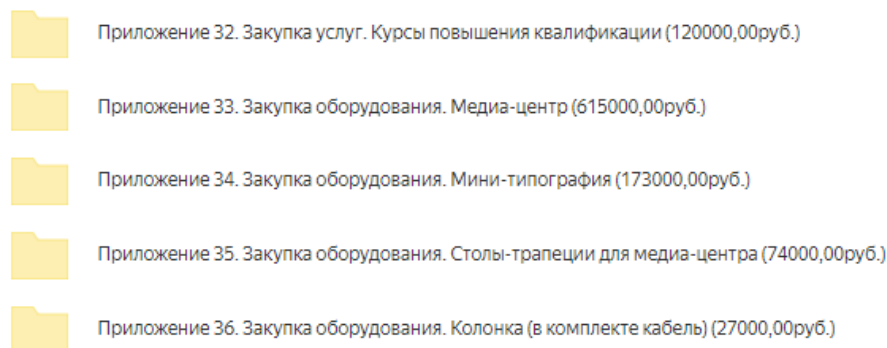 Приложение 32. Закупка услуг. Курсы повышения квалификации (120000,00руб.)
Приложение 33. Закупка оборудования. Медиа-центр (615000,00руб.)
Приложение 34. Закупка оборудования. Мини-типография (173000,00руб.)
Приложение 35. Закупка оборудования. Столы-трапеции для медиа-центра (74000,00руб.)
Приложение 36. Закупка оборудования. Колонка (в комплекте кабель) (27000,00руб.)